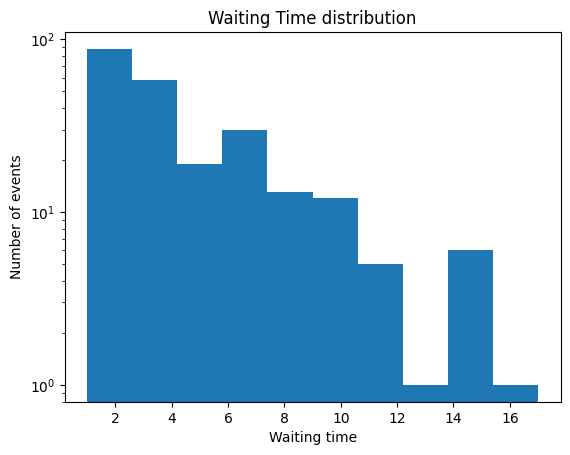 Waiting Time distribution
Number of events
10²
10¹
10⁰
2 4 6 8 10 12 14 16
Waiting time